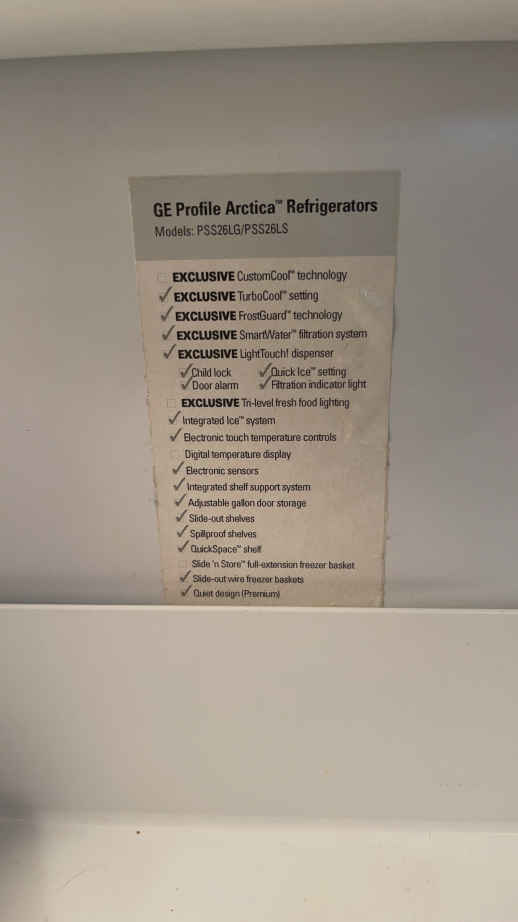 GE Profile Arctica™ Refrigerators
Models: PSS26LG/PSS26LS
☐ EXCLUSIVE CustomCool™ technology
✓ EXCLUSIVE TurboCool™ setting
✓ EXCLUSIVE FrostGuard™ technology
✓ EXCLUSIVE SmartWater™ filtration system
✓ EXCLUSIVE LightTouch! dispenser
✓ Child lock ✓ Quick Ice™ setting
✓ Door alarm ✓ Filtration indicator light
☐ EXCLUSIVE Tri-level fresh food lighting
✓ Integrated Ice™ system
✓ Electronic touch temperature controls
☐ Digital temperature display
✓ Electronic sensors
✓ Integrated shelf support system
✓ Adjustable gallon door storage
✓ Slide-out shelves
✓ Spillproof shelves
✓ QuickSpace™ shelf
☐ Slide 'n Store™ full-extension freezer basket
✓ Slide-out wire freezer baskets
✓ Quiet design (Premium)